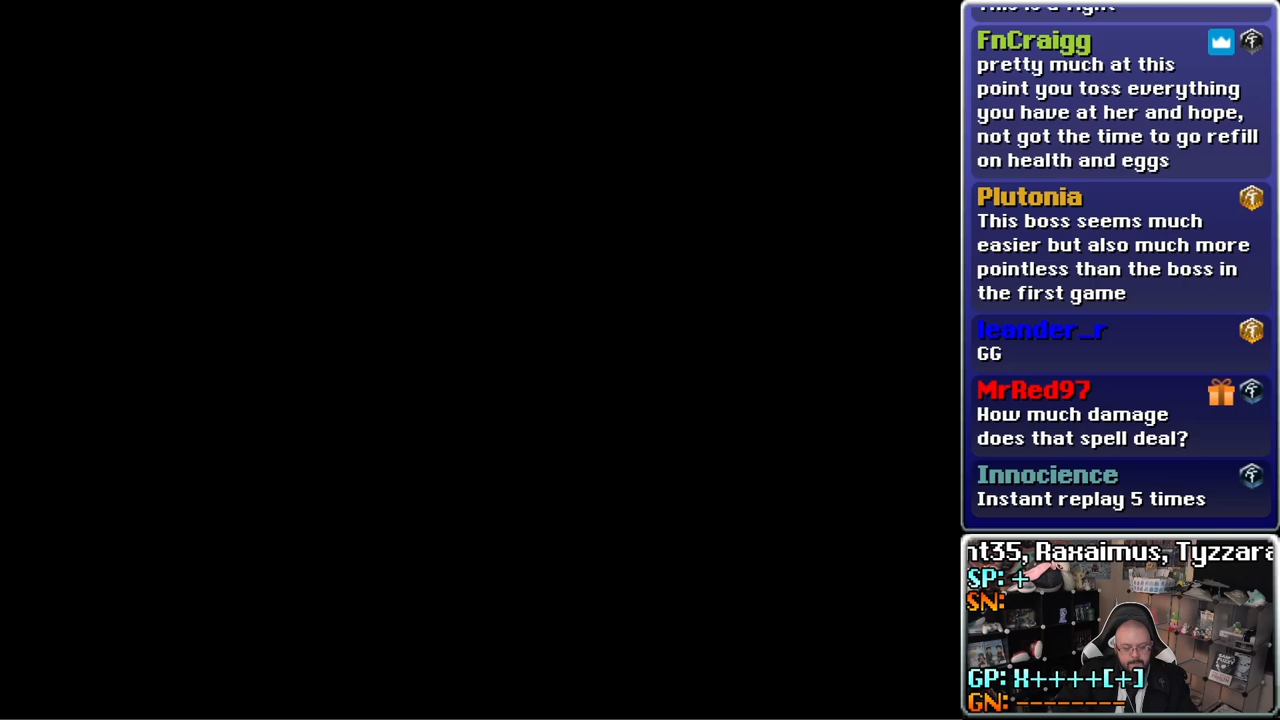 FnCraigg
pretty much at this
point you toss everything
you have at her and hope,
not got the time to go refill
on health and eggs
Plutonia
This boss seems much
easier but also much more
pointless than the boss in
the first game
leander_r
GG
MrRed97
How much damage
does that spell deal?
Innocience
Instant replay 5 times
nt35, Raxaimus, Tyzzara
SP: +
SN:
GP: X++++[+]
GN: --------